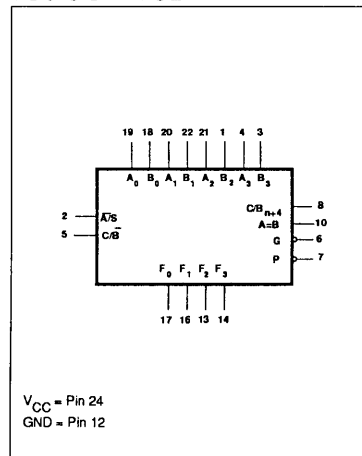 19 18 20 22 21 1 4 3
A₀ B₀ A₁ B₁ A₂ B₂ A₃ B₃
2 A̅/S
5 C/B̅
C/Bₙ₊₄ 8
A=B 10
G 6
P 7
F₀ F₁ F₂ F₃
17 16 13 14
V_CC = Pin 24
GND = Pin 12